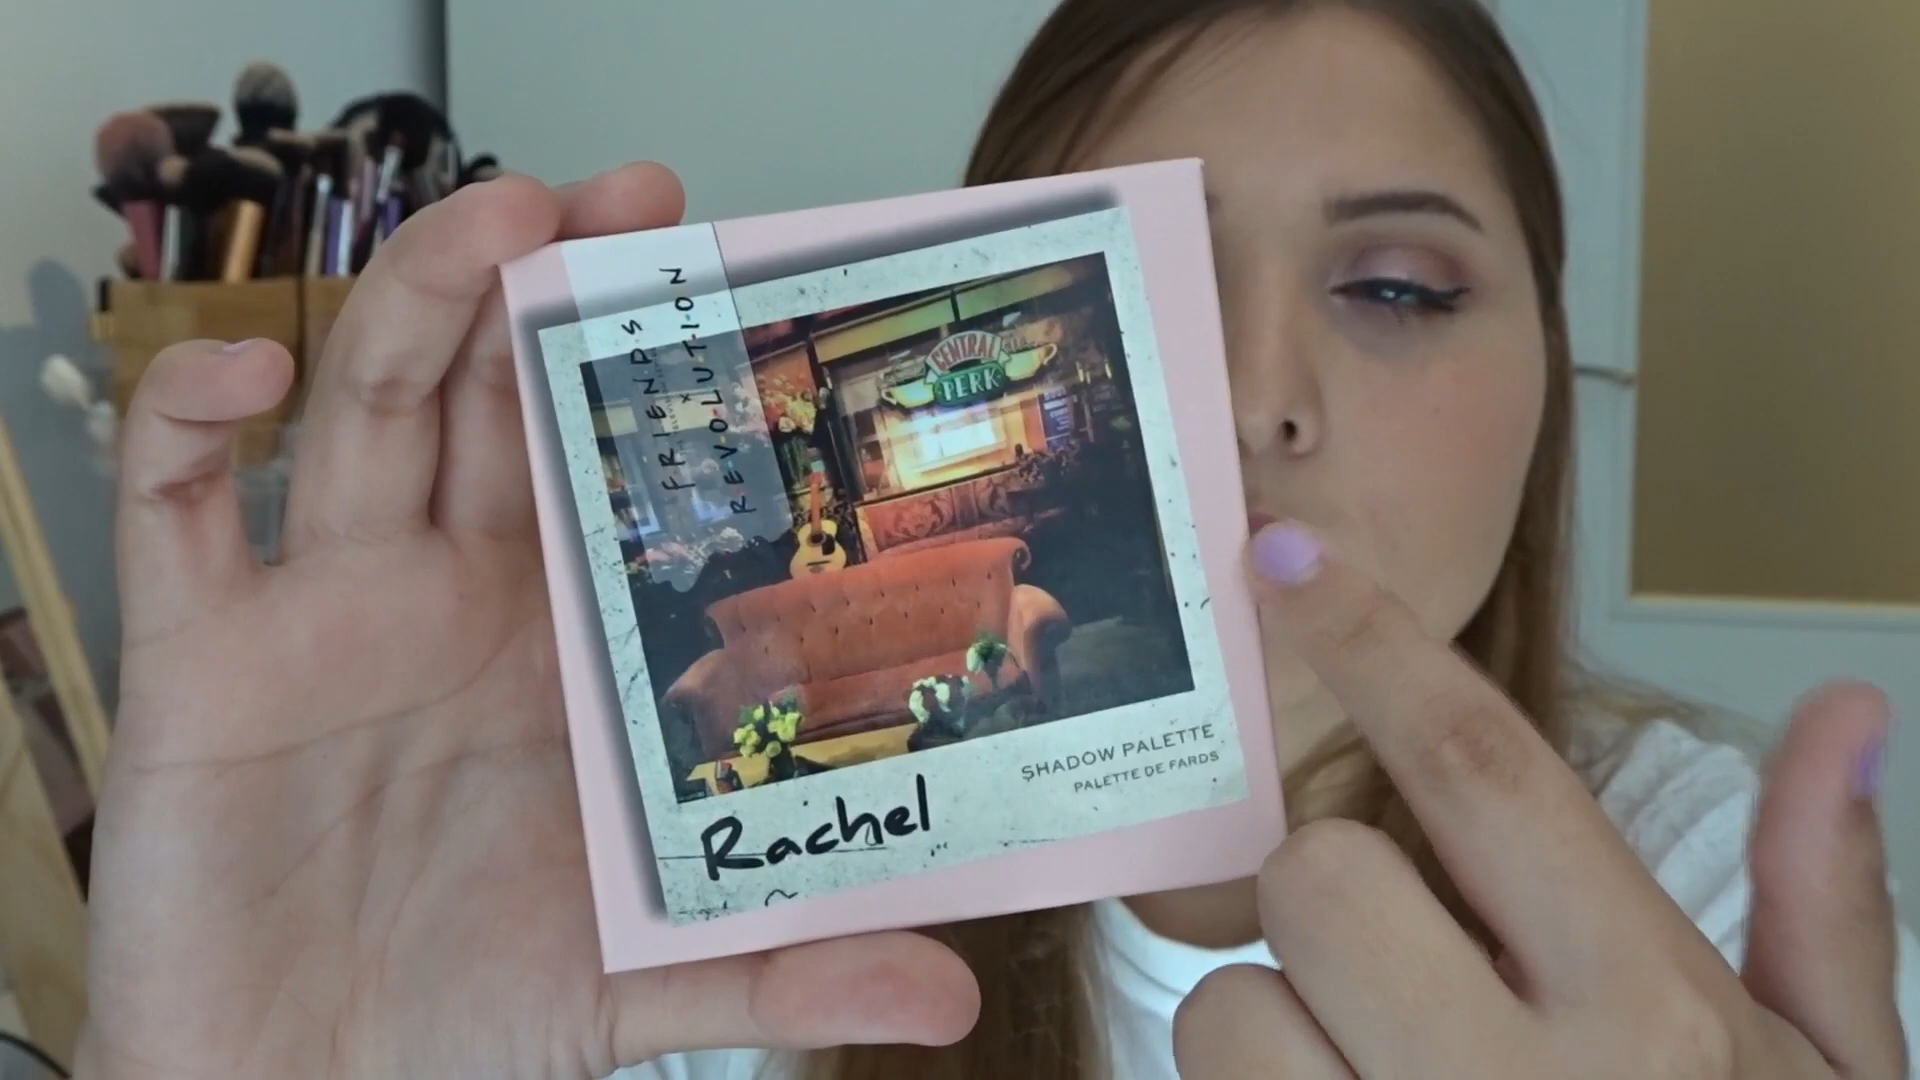 FRIENDS
X
REVOLUTION
CENTRAL
PERK
SHADOW PALETTE
PALETTE DE FARDS
Rachel